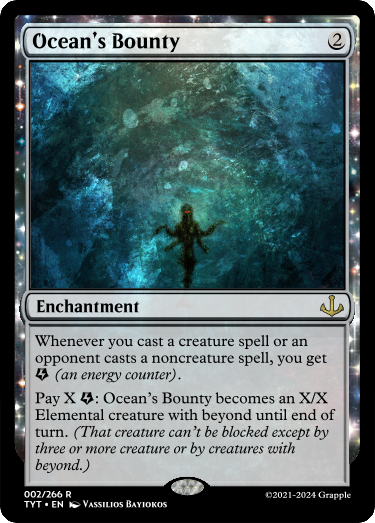 Ocean's Bounty 2
Enchantment
Whenever you cast a creature spell or an
opponent casts a noncreature spell, you get
(an energy counter).
Pay X : Ocean's Bounty becomes an X/X
Elemental creature with beyond until end of
turn. (That creature can't be blocked except by
three or more creature or by creatures with
beyond.)
002/266 R
TYT • EN Vassilios Bayiokos
©2021-2024 Grapple